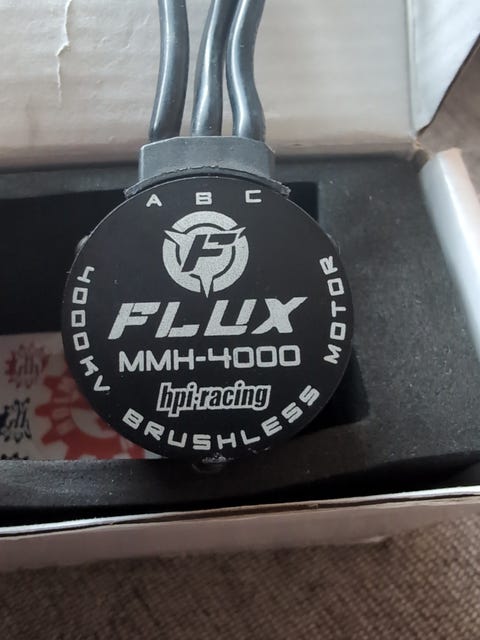 A B C
FLUX
MMH-4000
hpi-racing
4000KV BRUSHLESS MOTOR